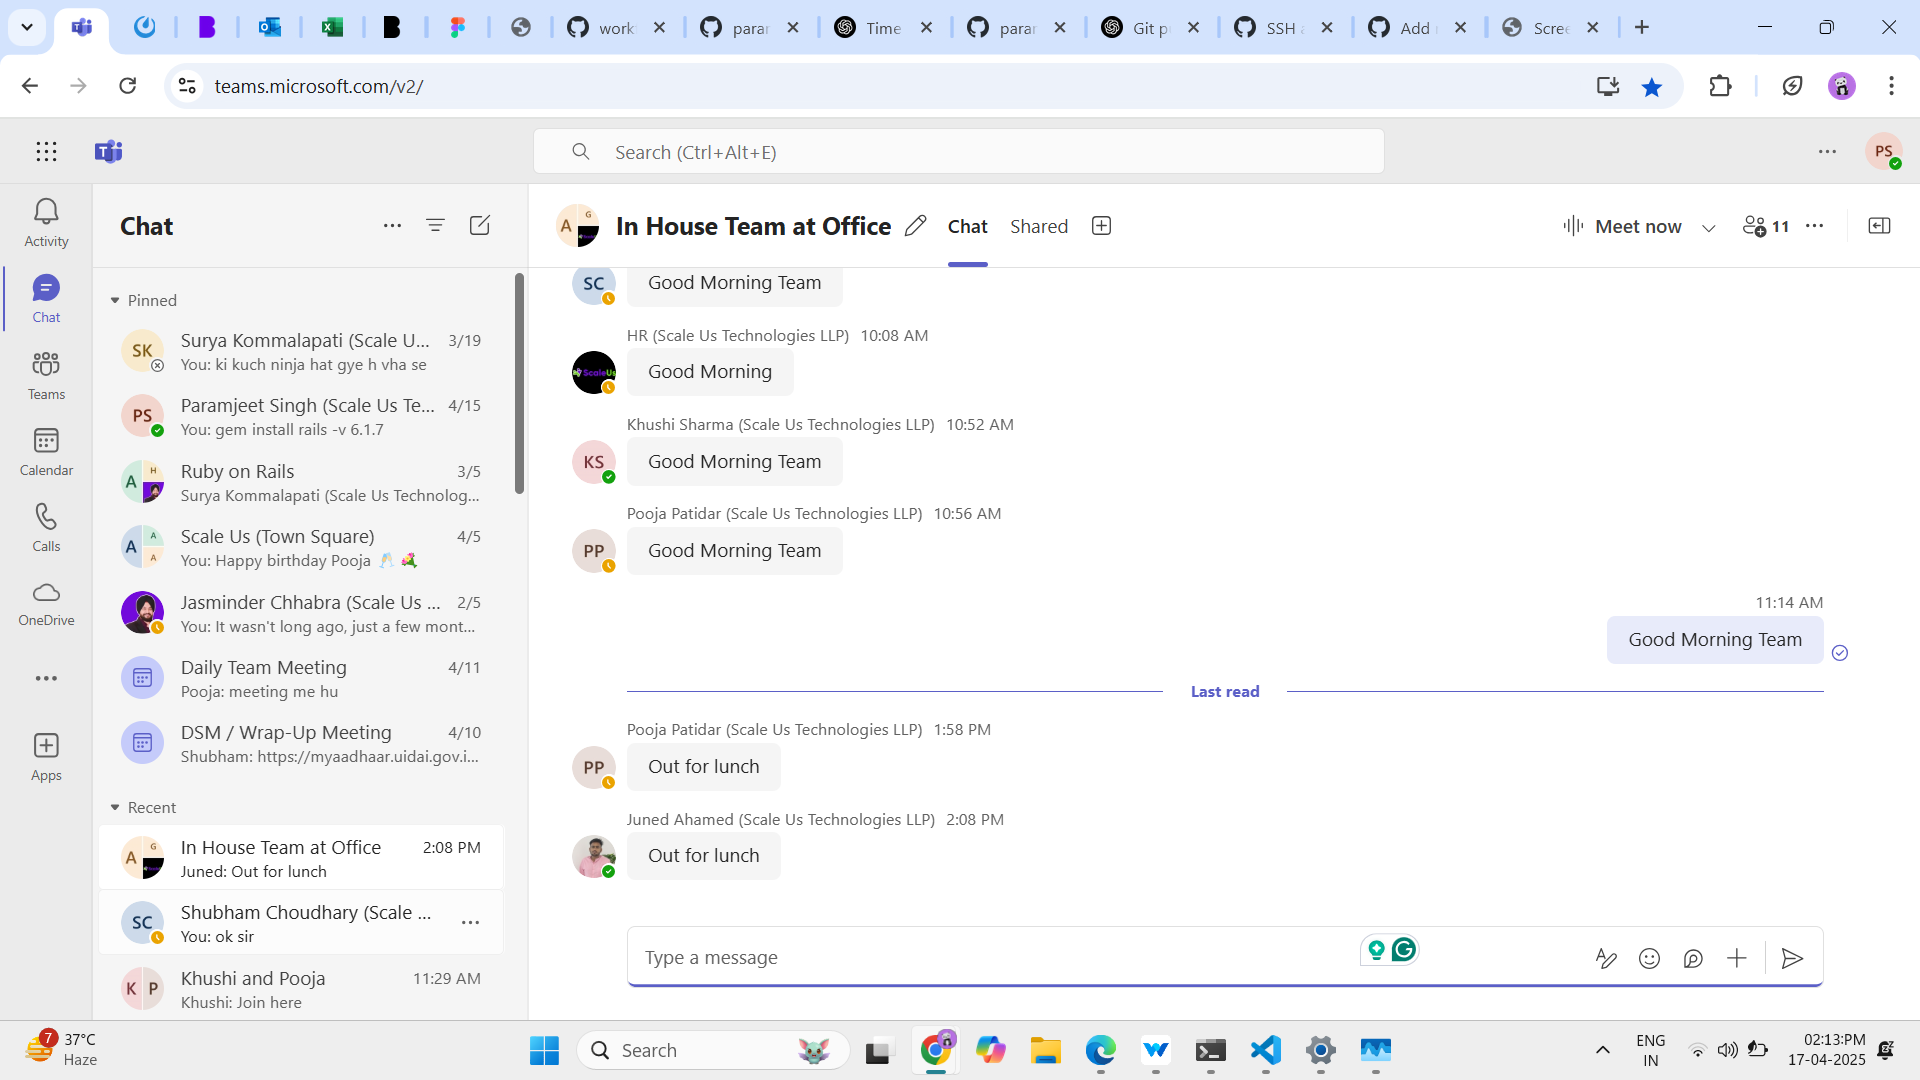 work
parar
Time
parar
Git pu
SSH a
Add
Scree
teams.microsoft.com/v2/
Search (Ctrl+Alt+E)
PS
Activity
Chat
Teams
Calendar
Calls
OneDrive
Apps
Chat
Pinned
SK
Surya Kommalapati (Scale U... 3/19
You: ki kuch ninja hat gye h vha se
PS
Paramjeet Singh (Scale Us Te... 4/15
You: gem install rails -v 6.1.7
A H
Ruby on Rails 3/5
Surya Kommalapati (Scale Us Technolog...
A A A
Scale Us (Town Square) 4/5
You: Happy birthday Pooja 🥂 💐
Jasminder Chhabra (Scale Us ... 2/5
You: It wasn't long ago, just a few mont...
Daily Team Meeting 4/11
Pooja: meeting me hu
DSM / Wrap-Up Meeting 4/10
Shubham: https://myaadhaar.uidai.gov.i...
Recent
A G
In House Team at Office 2:08 PM
Juned: Out for lunch
SC
Shubham Choudhary (Scale ...
You: ok sir
K P
Khushi and Pooja 11:29 AM
Khushi: Join here
A G
In House Team at Office Chat Shared
Meet now 11
SC
Good Morning Team
HR (Scale Us Technologies LLP) 10:08 AM
ScaleUs
Good Morning
Khushi Sharma (Scale Us Technologies LLP) 10:52 AM
KS
Good Morning Team
Pooja Patidar (Scale Us Technologies LLP) 10:56 AM
PP
Good Morning Team
11:14 AM
Good Morning Team
Last read
Pooja Patidar (Scale Us Technologies LLP) 1:58 PM
PP
Out for lunch
Juned Ahamed (Scale Us Technologies LLP) 2:08 PM
Out for lunch
Type a message
7
37°C
Haze
Search
ENG
IN
02:13:PM
17-04-2025